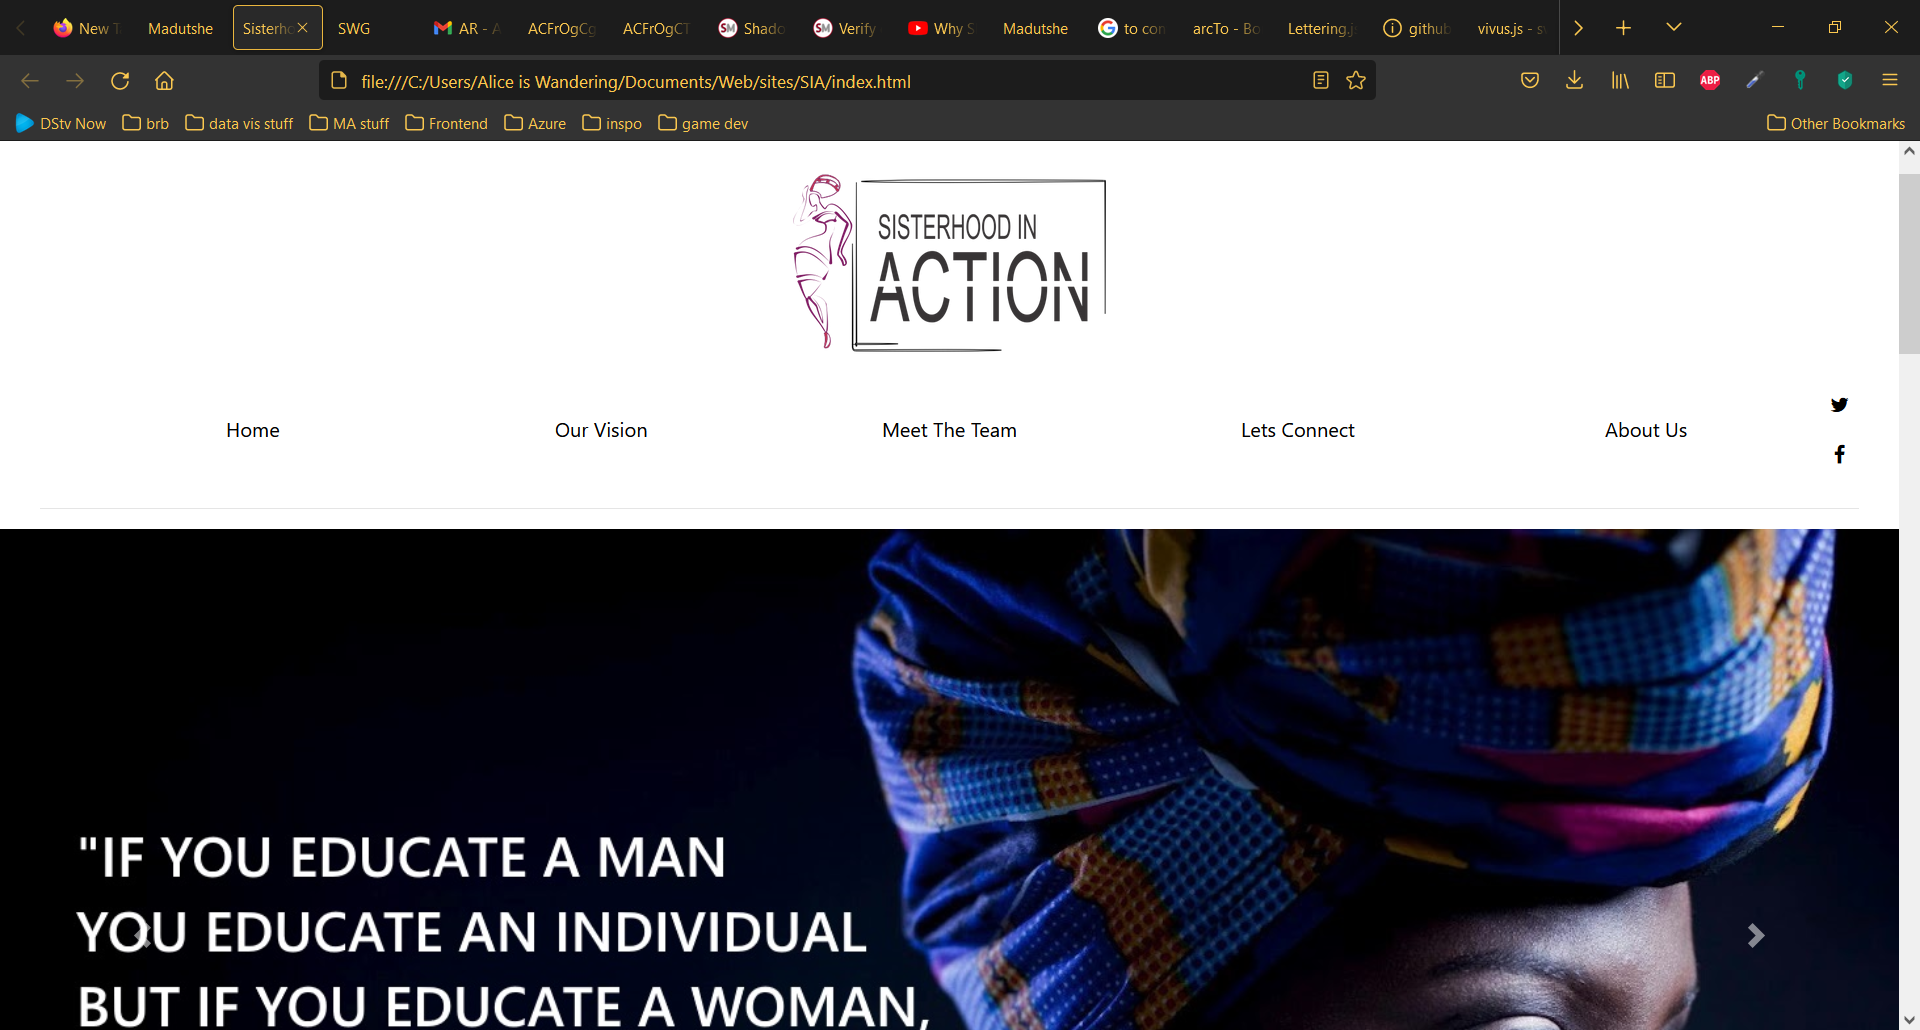 New T
Madutshe
Sisterho
SWG
AR - A
ACFrOgCg
ACFrOgCT
Shado
Verify
Why S
Madutshe
to con
arcTo - Bo
Lettering.j
github
vivus.js - sv
file:///C:/Users/Alice is Wandering/Documents/Web/sites/SIA/index.html
ABP
DStv Now
brb
data vis stuff
MA stuff
Frontend
Azure
inspo
game dev
Other Bookmarks
SISTERHOOD IN
ACTION
Home
Our Vision
Meet The Team
Lets Connect
About Us
"IF YOU EDUCATE A MAN
YOU EDUCATE AN INDIVIDUAL
BUT IF YOU EDUCATE A WOMAN,